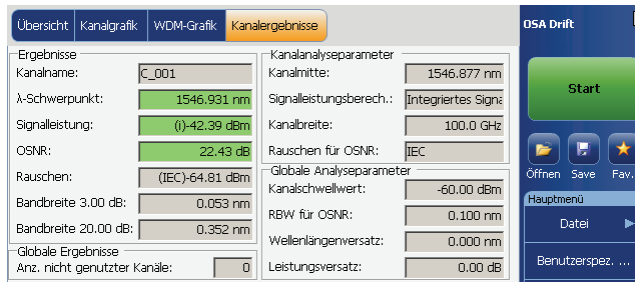 Übersicht Kanalgrafik WDM-Grafik Kanalergebnisse
Ergebnisse
Kanalname: C_001
λ-Schwerpunkt: 1546.931 nm
Signalleistung: (i)-42.39 dBm
OSNR: 22.43 dB
Rauschen: (IEC)-64.81 dBm
Bandbreite 3.00 dB: 0.053 nm
Bandbreite 20.00 dB: 0.352 nm
Globale Ergebnisse
Anz. nicht genutzter Kanäle: 0
Kanalanalyseparameter
Kanalmitte: 1546.877 nm
Signalleistungsberech.: Integriertes Signa
Kanalbreite: 100.0 GHz
Rauschen für OSNR: IEC
Globale Analyseparameter
Kanalschwellwert: -60.00 dBm
RBW für OSNR: 0.100 nm
Wellenlängenversatz: 0.000 nm
Leistungsversatz: 0.00 dB
OSA Drift
Start
Öffnen Save Fav.
Hauptmenü
Datei
Benutzerspez. ...